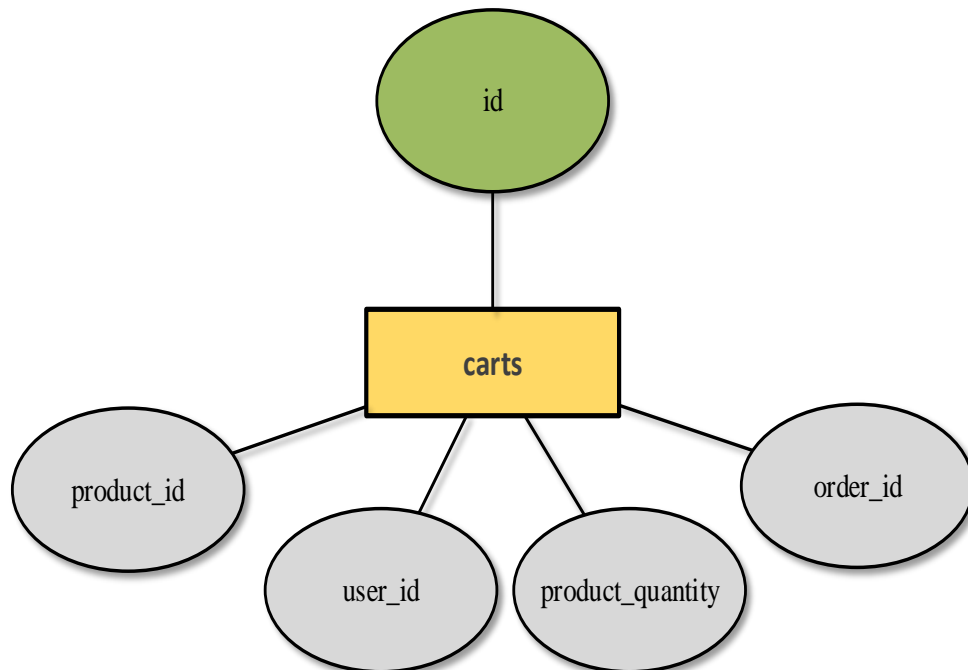 id
carts
product_id
order_id
user_id
product_quantity